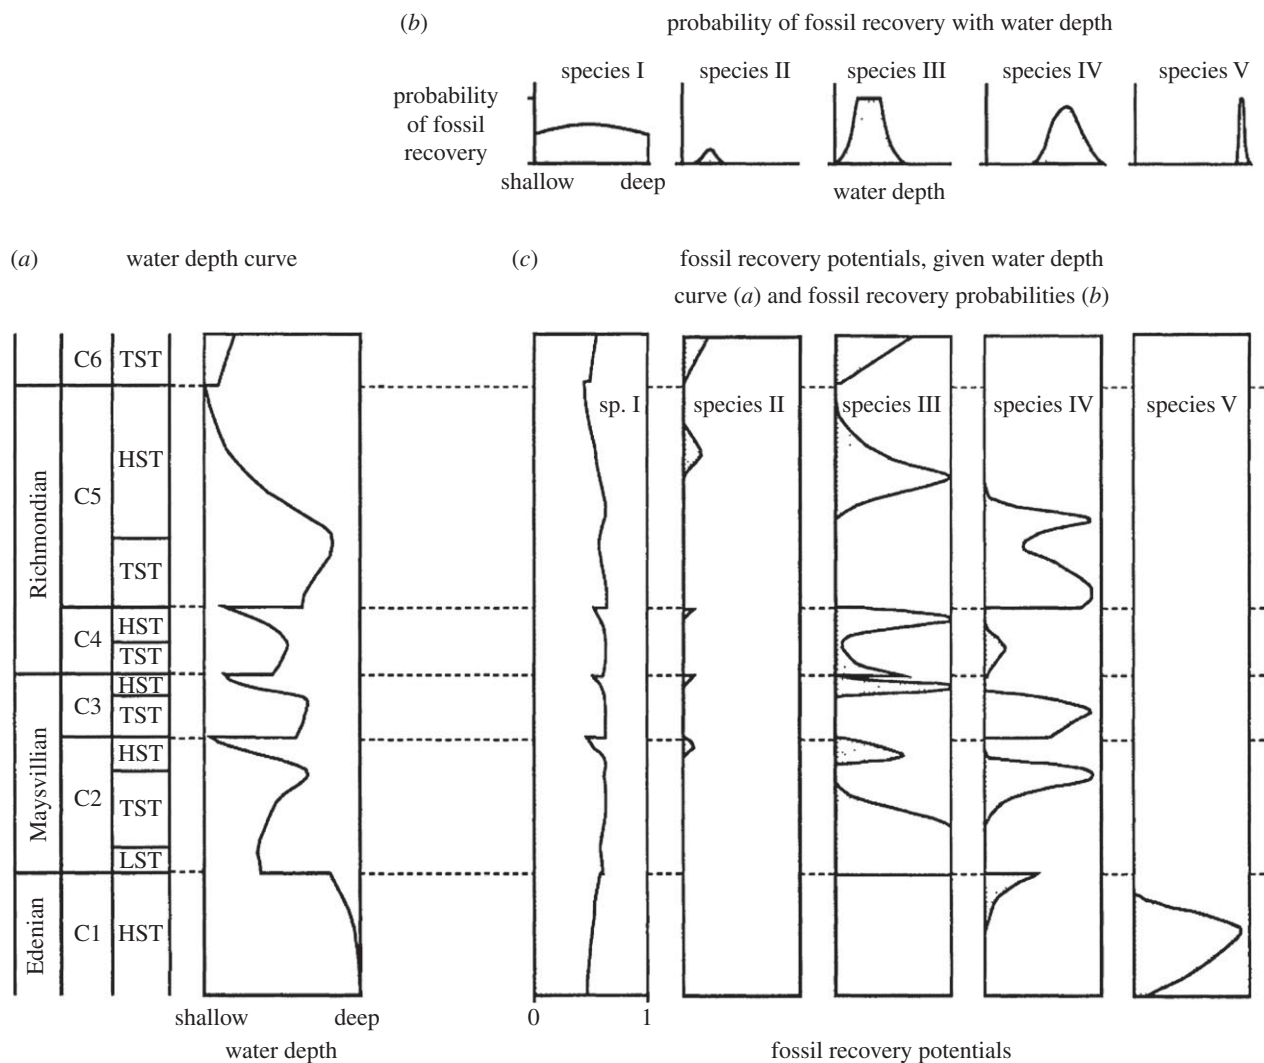 (b) probability of fossil recovery with water depth
species I species II species III species IV species V
probability
of fossil
recovery
shallow deep
water depth
(a) water depth curve
(c) fossil recovery potentials, given water depth
curve (a) and fossil recovery probabilities (b)
C6 TST
sp. I species II species III species IV species V
Richmondian
C5
HST
TST
C4
HST
TST
Maysvillian
C3
HST
TST
C2
HST
TST
LST
Edenian
C1 HST
shallow deep
0 1
water depth
fossil recovery potentials